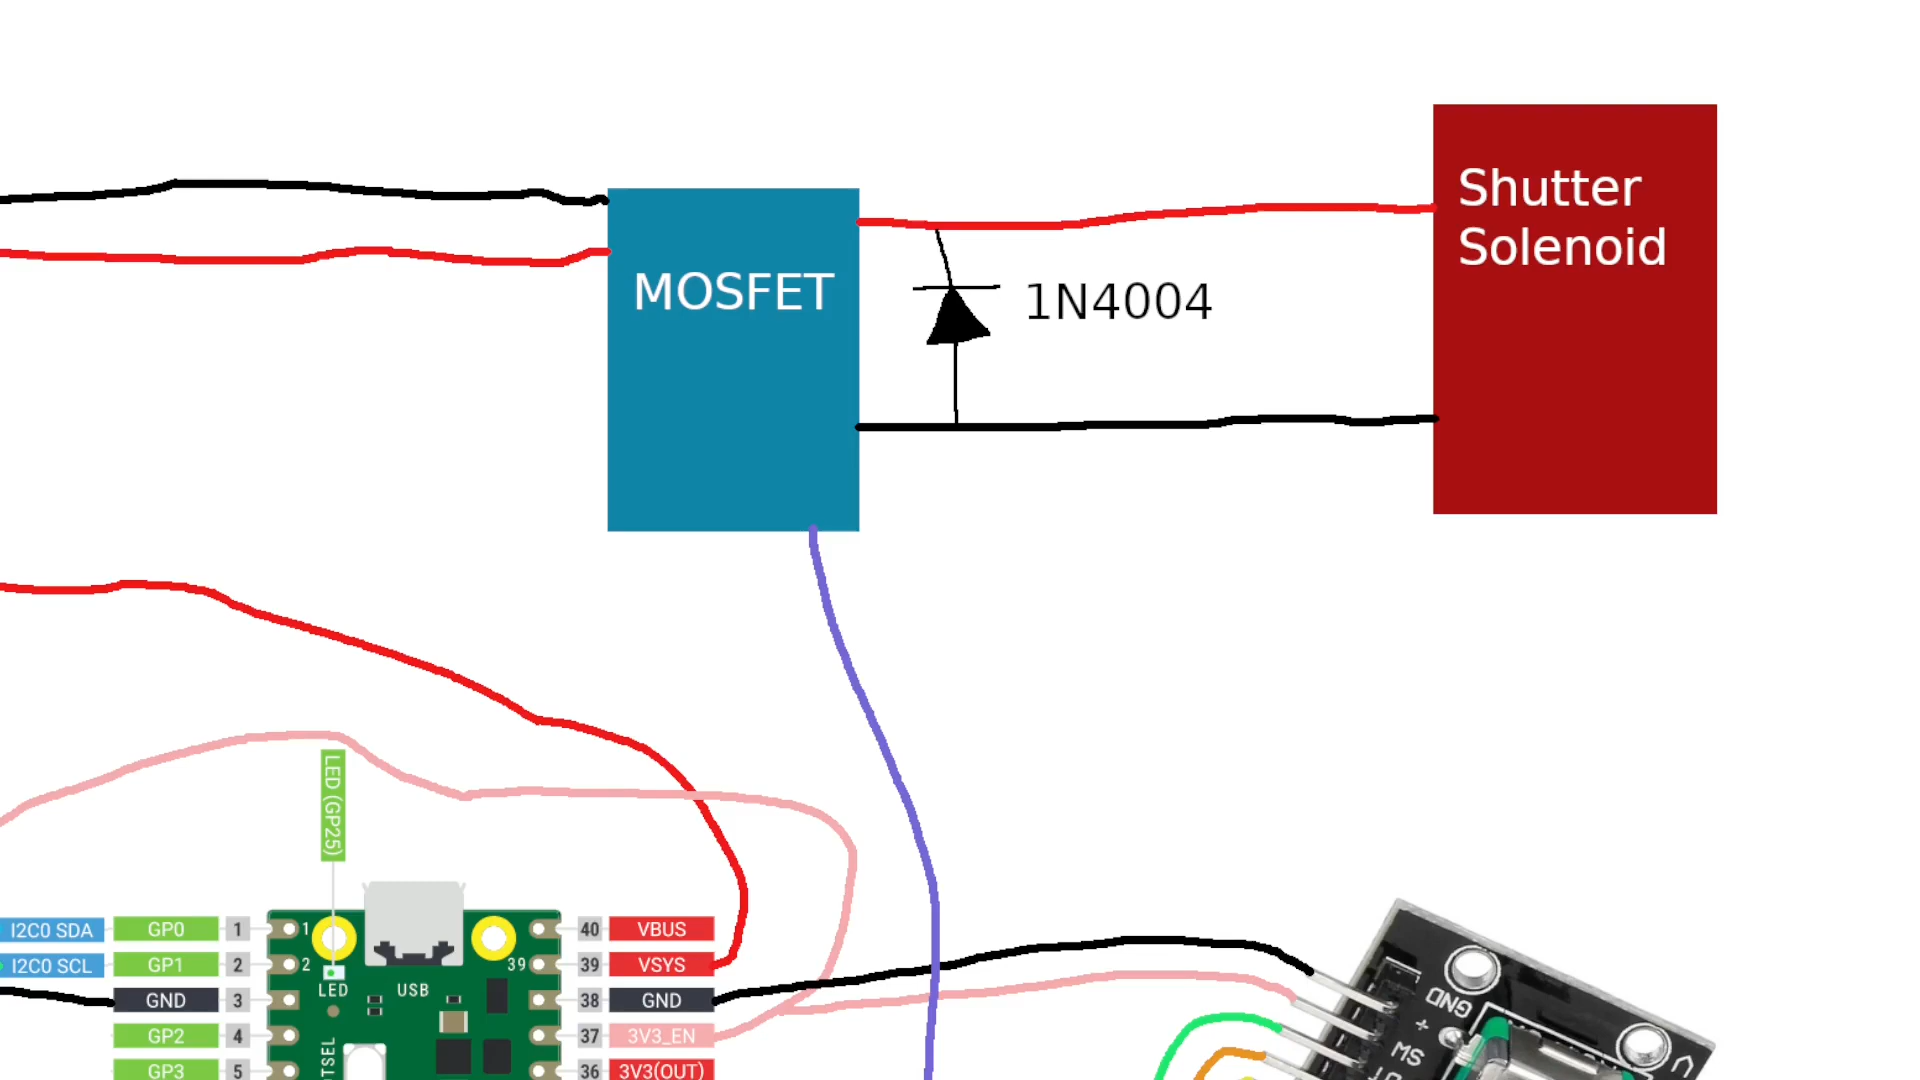 Shutter
Solenoid
MOSFET
1N4004
LED (GP25)
I2C0 SDA GP0 1 1 40 VBUS
I2C0 SCL GP1 2 2 39 39 VSYS
GND 3 LED USB 38 GND
GP2 4 37 3V3_EN
GP3 5 36 3V3(OUT)
GND
+
SW